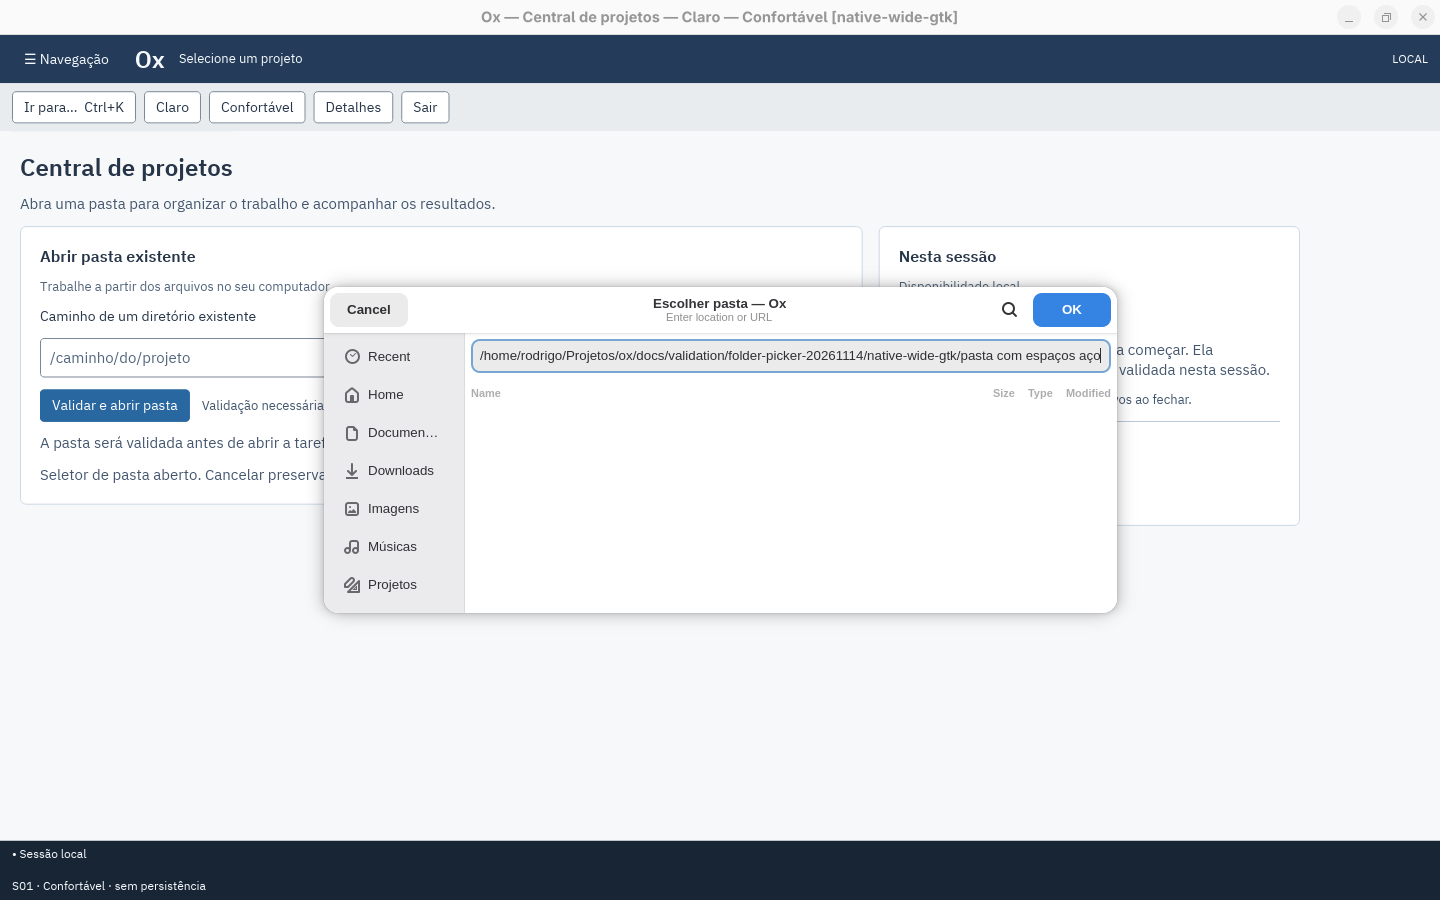 Ox — Central de projetos — Claro — Confortável [native-wide-gtk]
☰ Navegação
Ox
Selecione um projeto
LOCAL
Ir para... Ctrl+K
Claro
Confortável
Detalhes
Sair
Central de projetos
Abra uma pasta para organizar o trabalho e acompanhar os resultados.
Abrir pasta existente
Trabalhe a partir dos arquivos no seu computador
Caminho de um diretório existente
/caminho/do/projeto
Validar e abrir pasta
Validação necessária
A pasta será validada antes de abrir a
Seletor de pasta aberto. Cancelar
Nesta sessão
Disponibilidade local
a começar. Ela
validada nesta sessão.
ao fechar.
Cancel
Escolher pasta — Ox
Enter location or URL
OK
Recent
Home
Documen...
Downloads
Imagens
Músicas
Projetos
/home/rodrigo/Projetos/ox/docs/validation/folder-picker-20261114/native-wide-gtk/pasta com espaços aço
Name
Size
Type
Modified
• Sessão local
S01 · Confortável · sem persistência